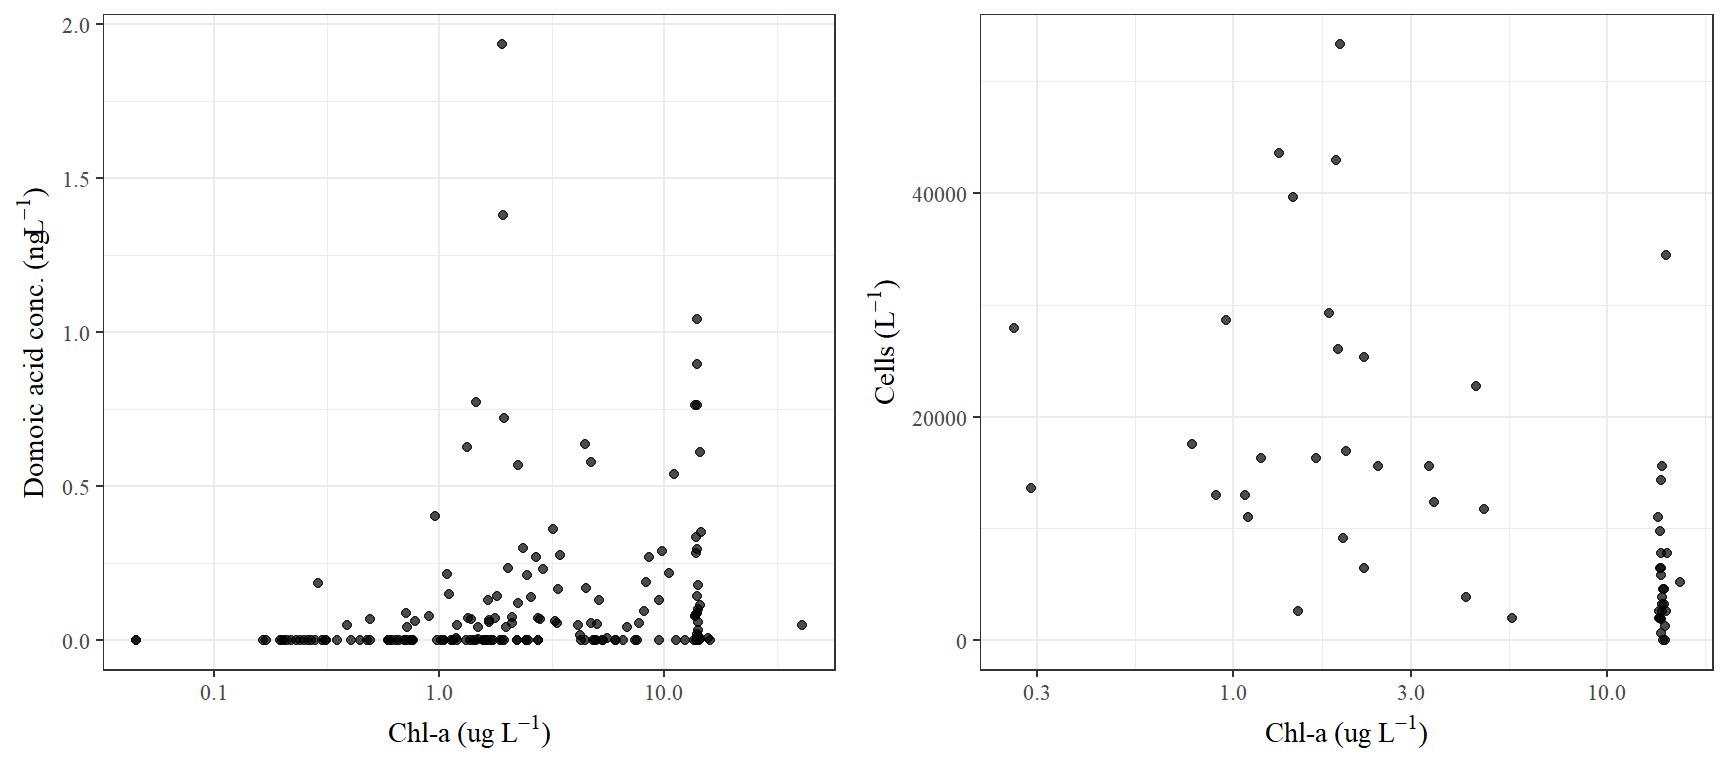 Domoic acid conc. (ngL⁻¹)
2.0
1.5
1.0
0.5
0.0
0.1 1.0 10.0
Chl-a (ug L⁻¹)
Cells (L⁻¹)
40000
20000
0
0.3 1.0 3.0 10.0
Chl-a (ug L⁻¹)